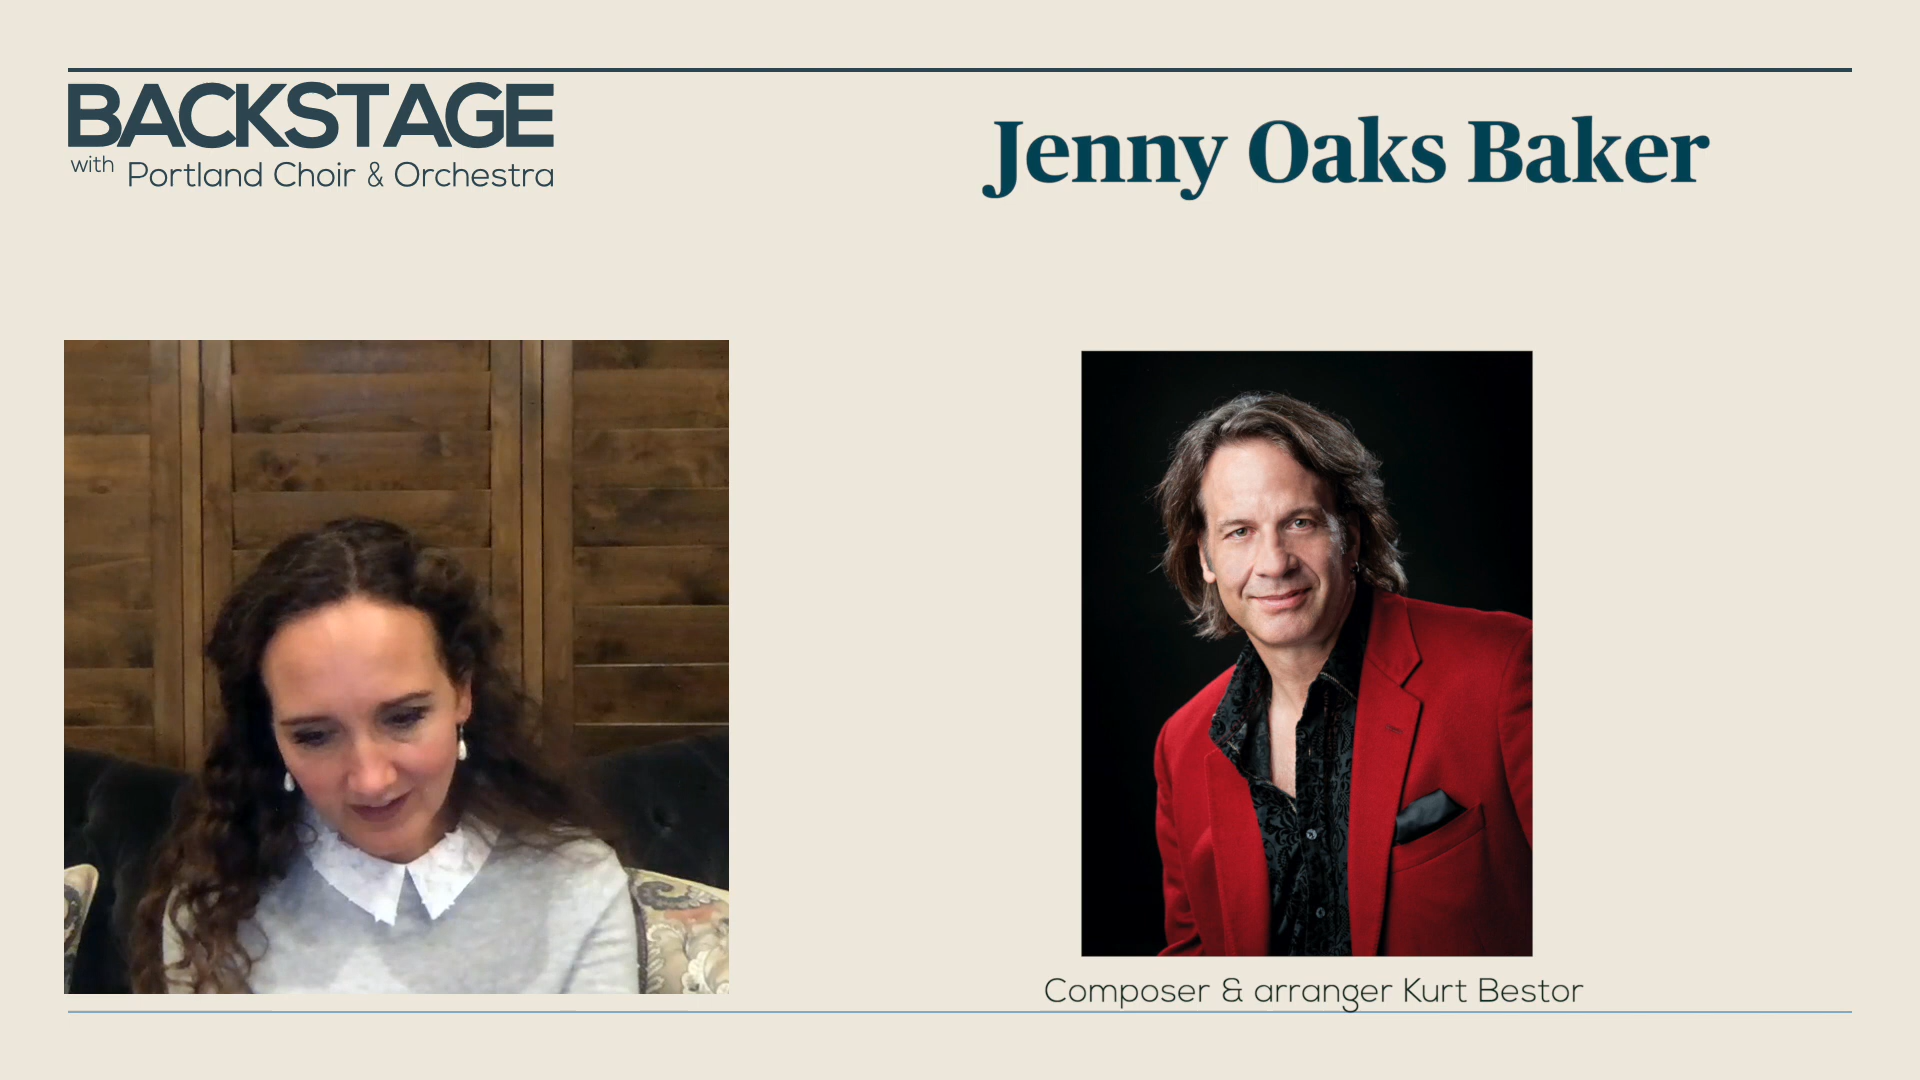 BACKSTAGE
with Portland Choir & Orchestra
Jenny Oaks Baker
Composer & arranger Kurt Bestor